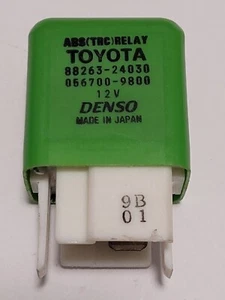 ABS(TRC)RELAY
TOYOTA
88263-24030
056700-9800
12V
DENSO
MADE IN JAPAN
9B
01